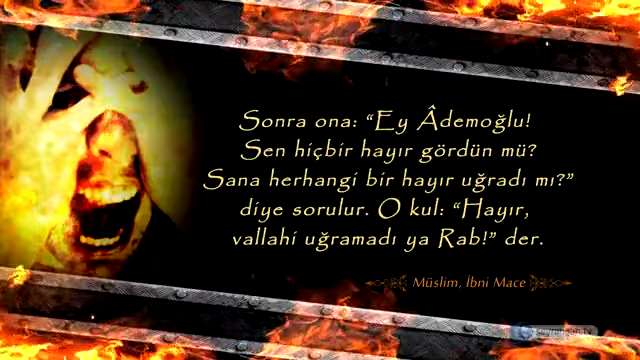 Sonra ona: “Ey Âdemoğlu!
Sen hiçbir hayır gördün mü?
Sana herhangi bir hayır uğradı mı?”
diye sorulur. O kul: “Hayır,
vallahi uğramadı ya Rab!” der.
Müslim, İbni Mace